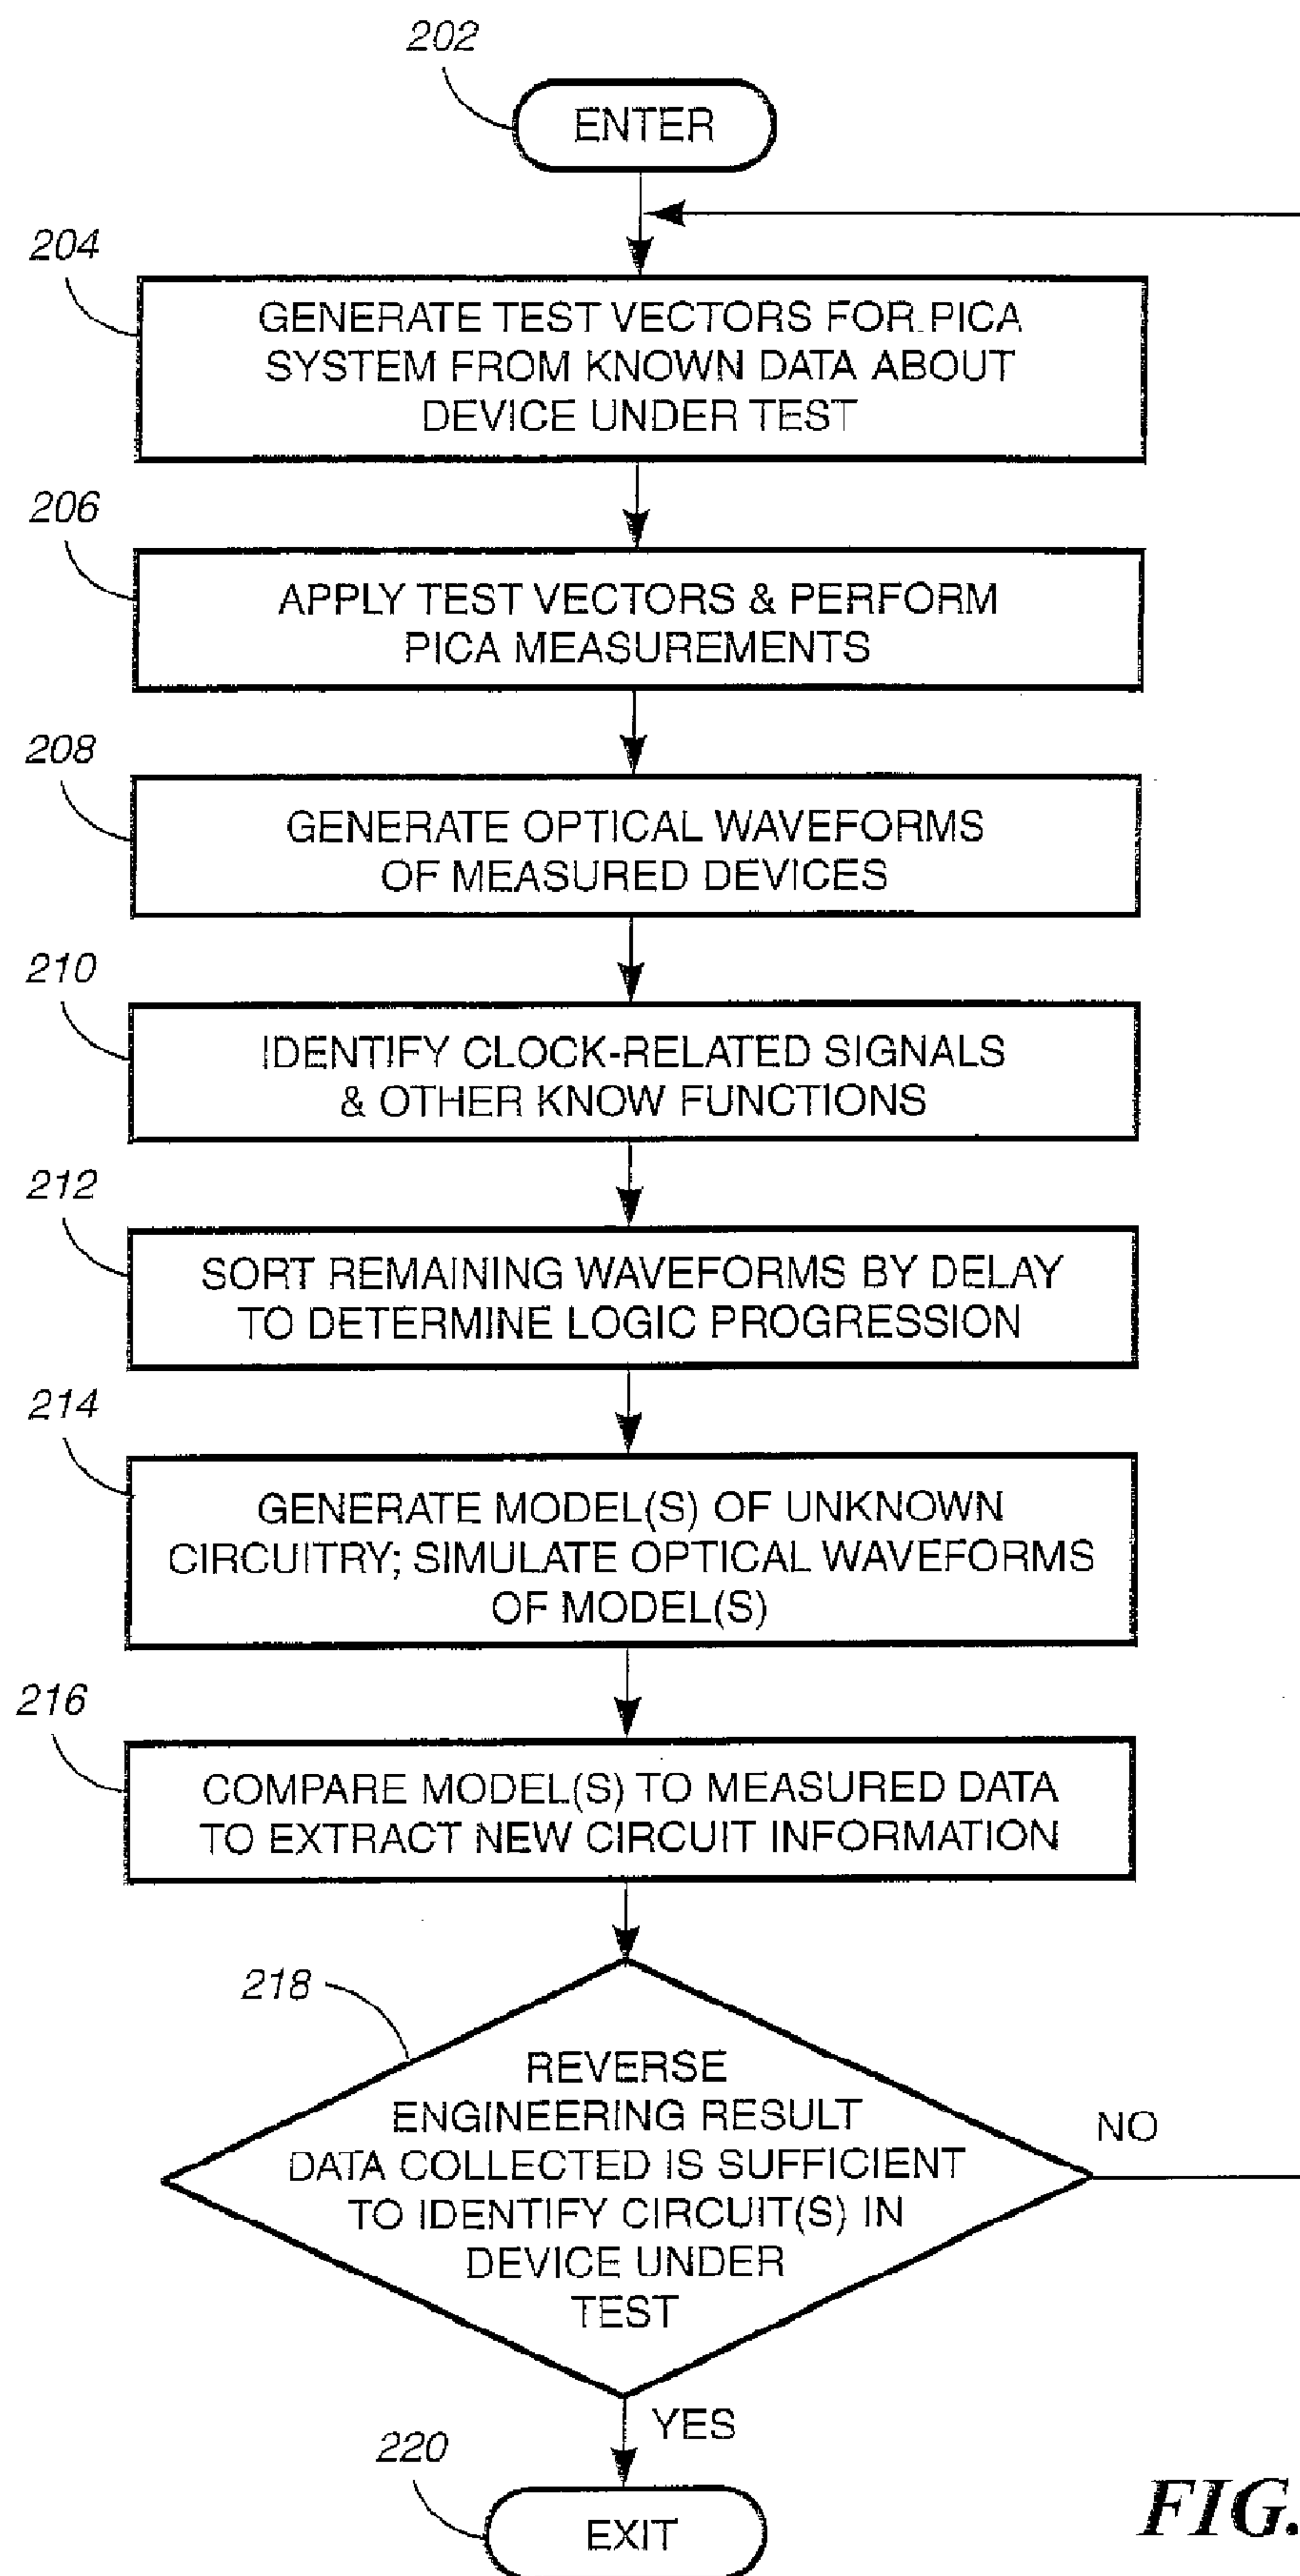 202
ENTER
204
GENERATE TEST VECTORS FOR PICA
SYSTEM FROM KNOWN DATA ABOUT
DEVICE UNDER TEST
206
APPLY TEST VECTORS & PERFORM
PICA MEASUREMENTS
208
GENERATE OPTICAL WAVEFORMS
OF MEASURED DEVICES
210
IDENTIFY CLOCK-RELATED SIGNALS
& OTHER KNOW FUNCTIONS
212
SORT REMAINING WAVEFORMS BY DELAY
TO DETERMINE LOGIC PROGRESSION
214
GENERATE MODEL(S) OF UNKNOWN
CIRCUITRY; SIMULATE OPTICAL WAVEFORMS
OF MODEL(S)
216
COMPARE MODEL(S) TO MEASURED DATA
TO EXTRACT NEW CIRCUIT INFORMATION
218
REVERSE
ENGINEERING RESULT
DATA COLLECTED IS SUFFICIENT
TO IDENTIFY CIRCUIT(S) IN
DEVICE UNDER
TEST
NO
YES
220
EXIT
FIG.